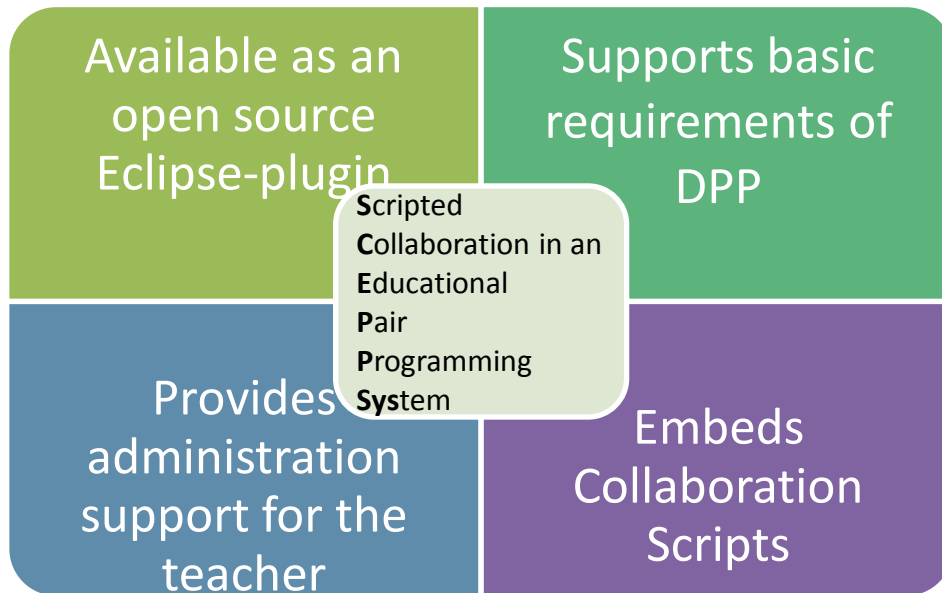 Available as an
open source
Eclipse-plugin
Supports basic
requirements of
DPP
Scripted
Collaboration in an
Educational
Pair
Programming
System
Provides
administration
support for the
teacher
Embeds
Collaboration
Scripts